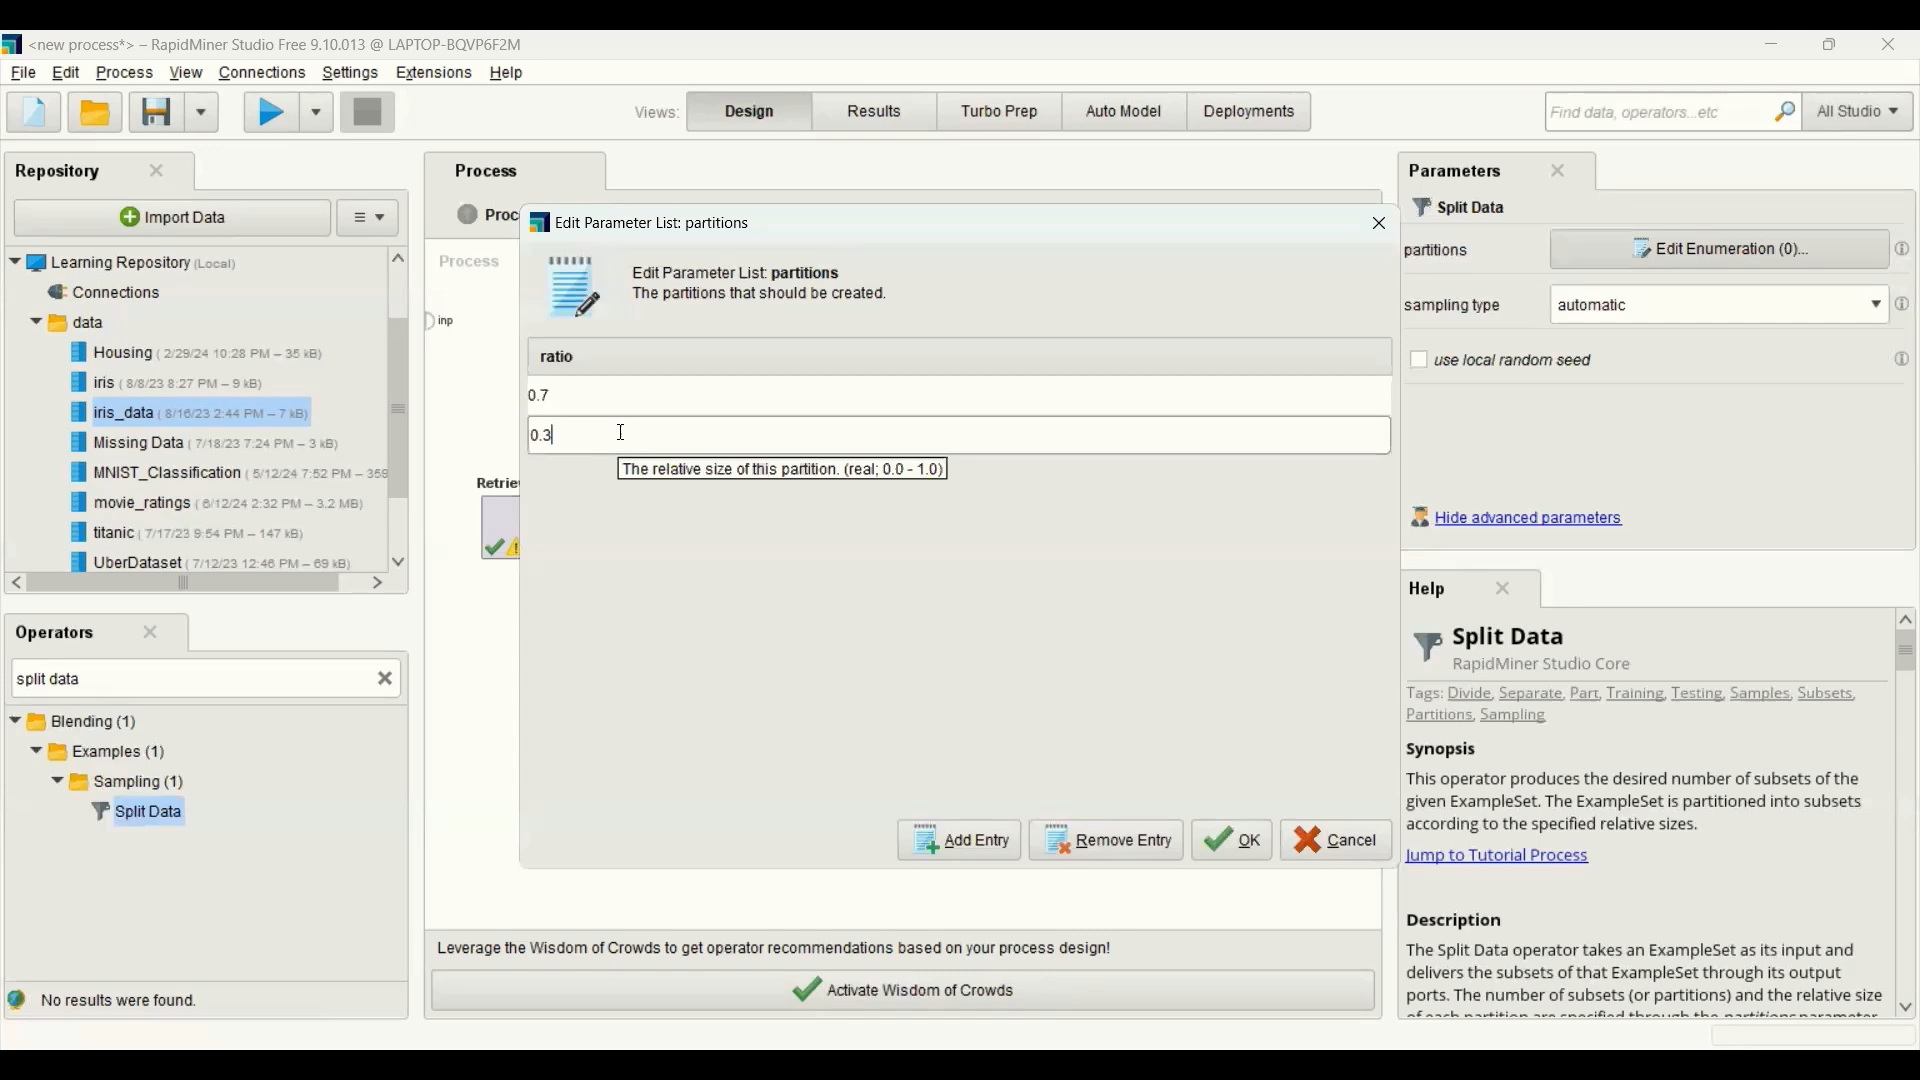 <new process*> – RapidMiner Studio Free 9.10.013 @ LAPTOP-BQVP6F2M
File Edit Process View Connections Settings Extensions Help
Views: Design Results Turbo Prep Auto Model Deployments
Find data, operators...etc All Studio
Repository
Import Data
Learning Repository (Local)
Connections
data
Housing ( 2/29/24 10:28 PM – 35 kB)
iris ( 8/8/23 8:27 PM – 9 kB)
iris_data ( 8/16/23 2:44 PM – 7 kB)
Missing Data ( 7/18/23 7:24 PM – 3 kB)
MNIST_Classification ( 5/12/24 7:52 PM – 359
movie_ratings ( 6/12/24 2:32 PM – 3.2 MB)
titanic ( 7/17/23 9:54 PM – 147 kB)
UberDataset ( 7/12/23 12:46 PM – 69 kB)
Operators
split data
Blending (1)
Examples (1)
Sampling (1)
Split Data
No results were found.
Process
Proc
Process
inp
Retrie
Edit Parameter List: partitions
Edit Parameter List: partitions
The partitions that should be created.
ratio
0.7
0.3
The relative size of this partition. (real; 0.0 - 1.0)
Add Entry Remove Entry OK Cancel
Leverage the Wisdom of Crowds to get operator recommendations based on your process design!
Activate Wisdom of Crowds
Parameters
Split Data
partitions Edit Enumeration (0)...
sampling type automatic
use local random seed
Hide advanced parameters
Help
Split Data
RapidMiner Studio Core
Tags: Divide, Separate, Part, Training, Testing, Samples, Subsets,
Partitions, Sampling
Synopsis
This operator produces the desired number of subsets of the
given ExampleSet. The ExampleSet is partitioned into subsets
according to the specified relative sizes.
Jump to Tutorial Process
Description
The Split Data operator takes an ExampleSet as its input and
delivers the subsets of that ExampleSet through its output
ports. The number of subsets (or partitions) and the relative size
of each partition are specified through the partitions parameter